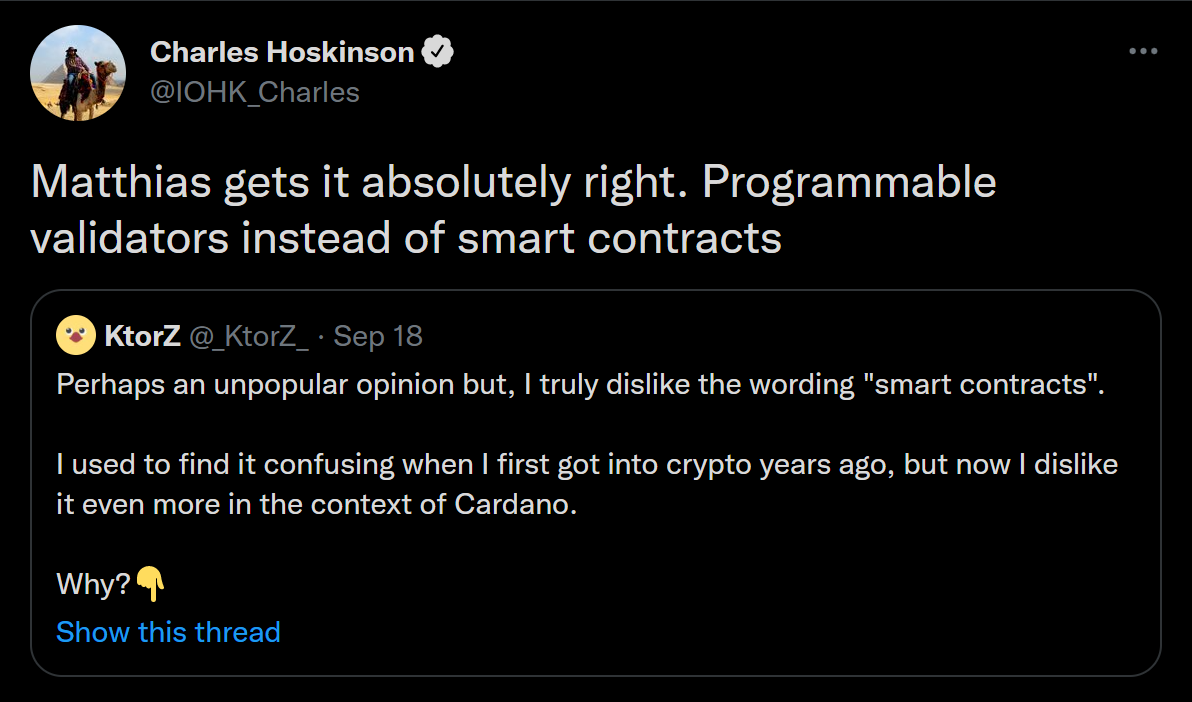 Charles Hoskinson
@IOHK_Charles
Matthias gets it absolutely right. Programmable
validators instead of smart contracts
KtorZ @_KtorZ_ · Sep 18
Perhaps an unpopular opinion but, I truly dislike the wording "smart contracts".
I used to find it confusing when I first got into crypto years ago, but now I dislike
it even more in the context of Cardano.
Why?👇
Show this thread